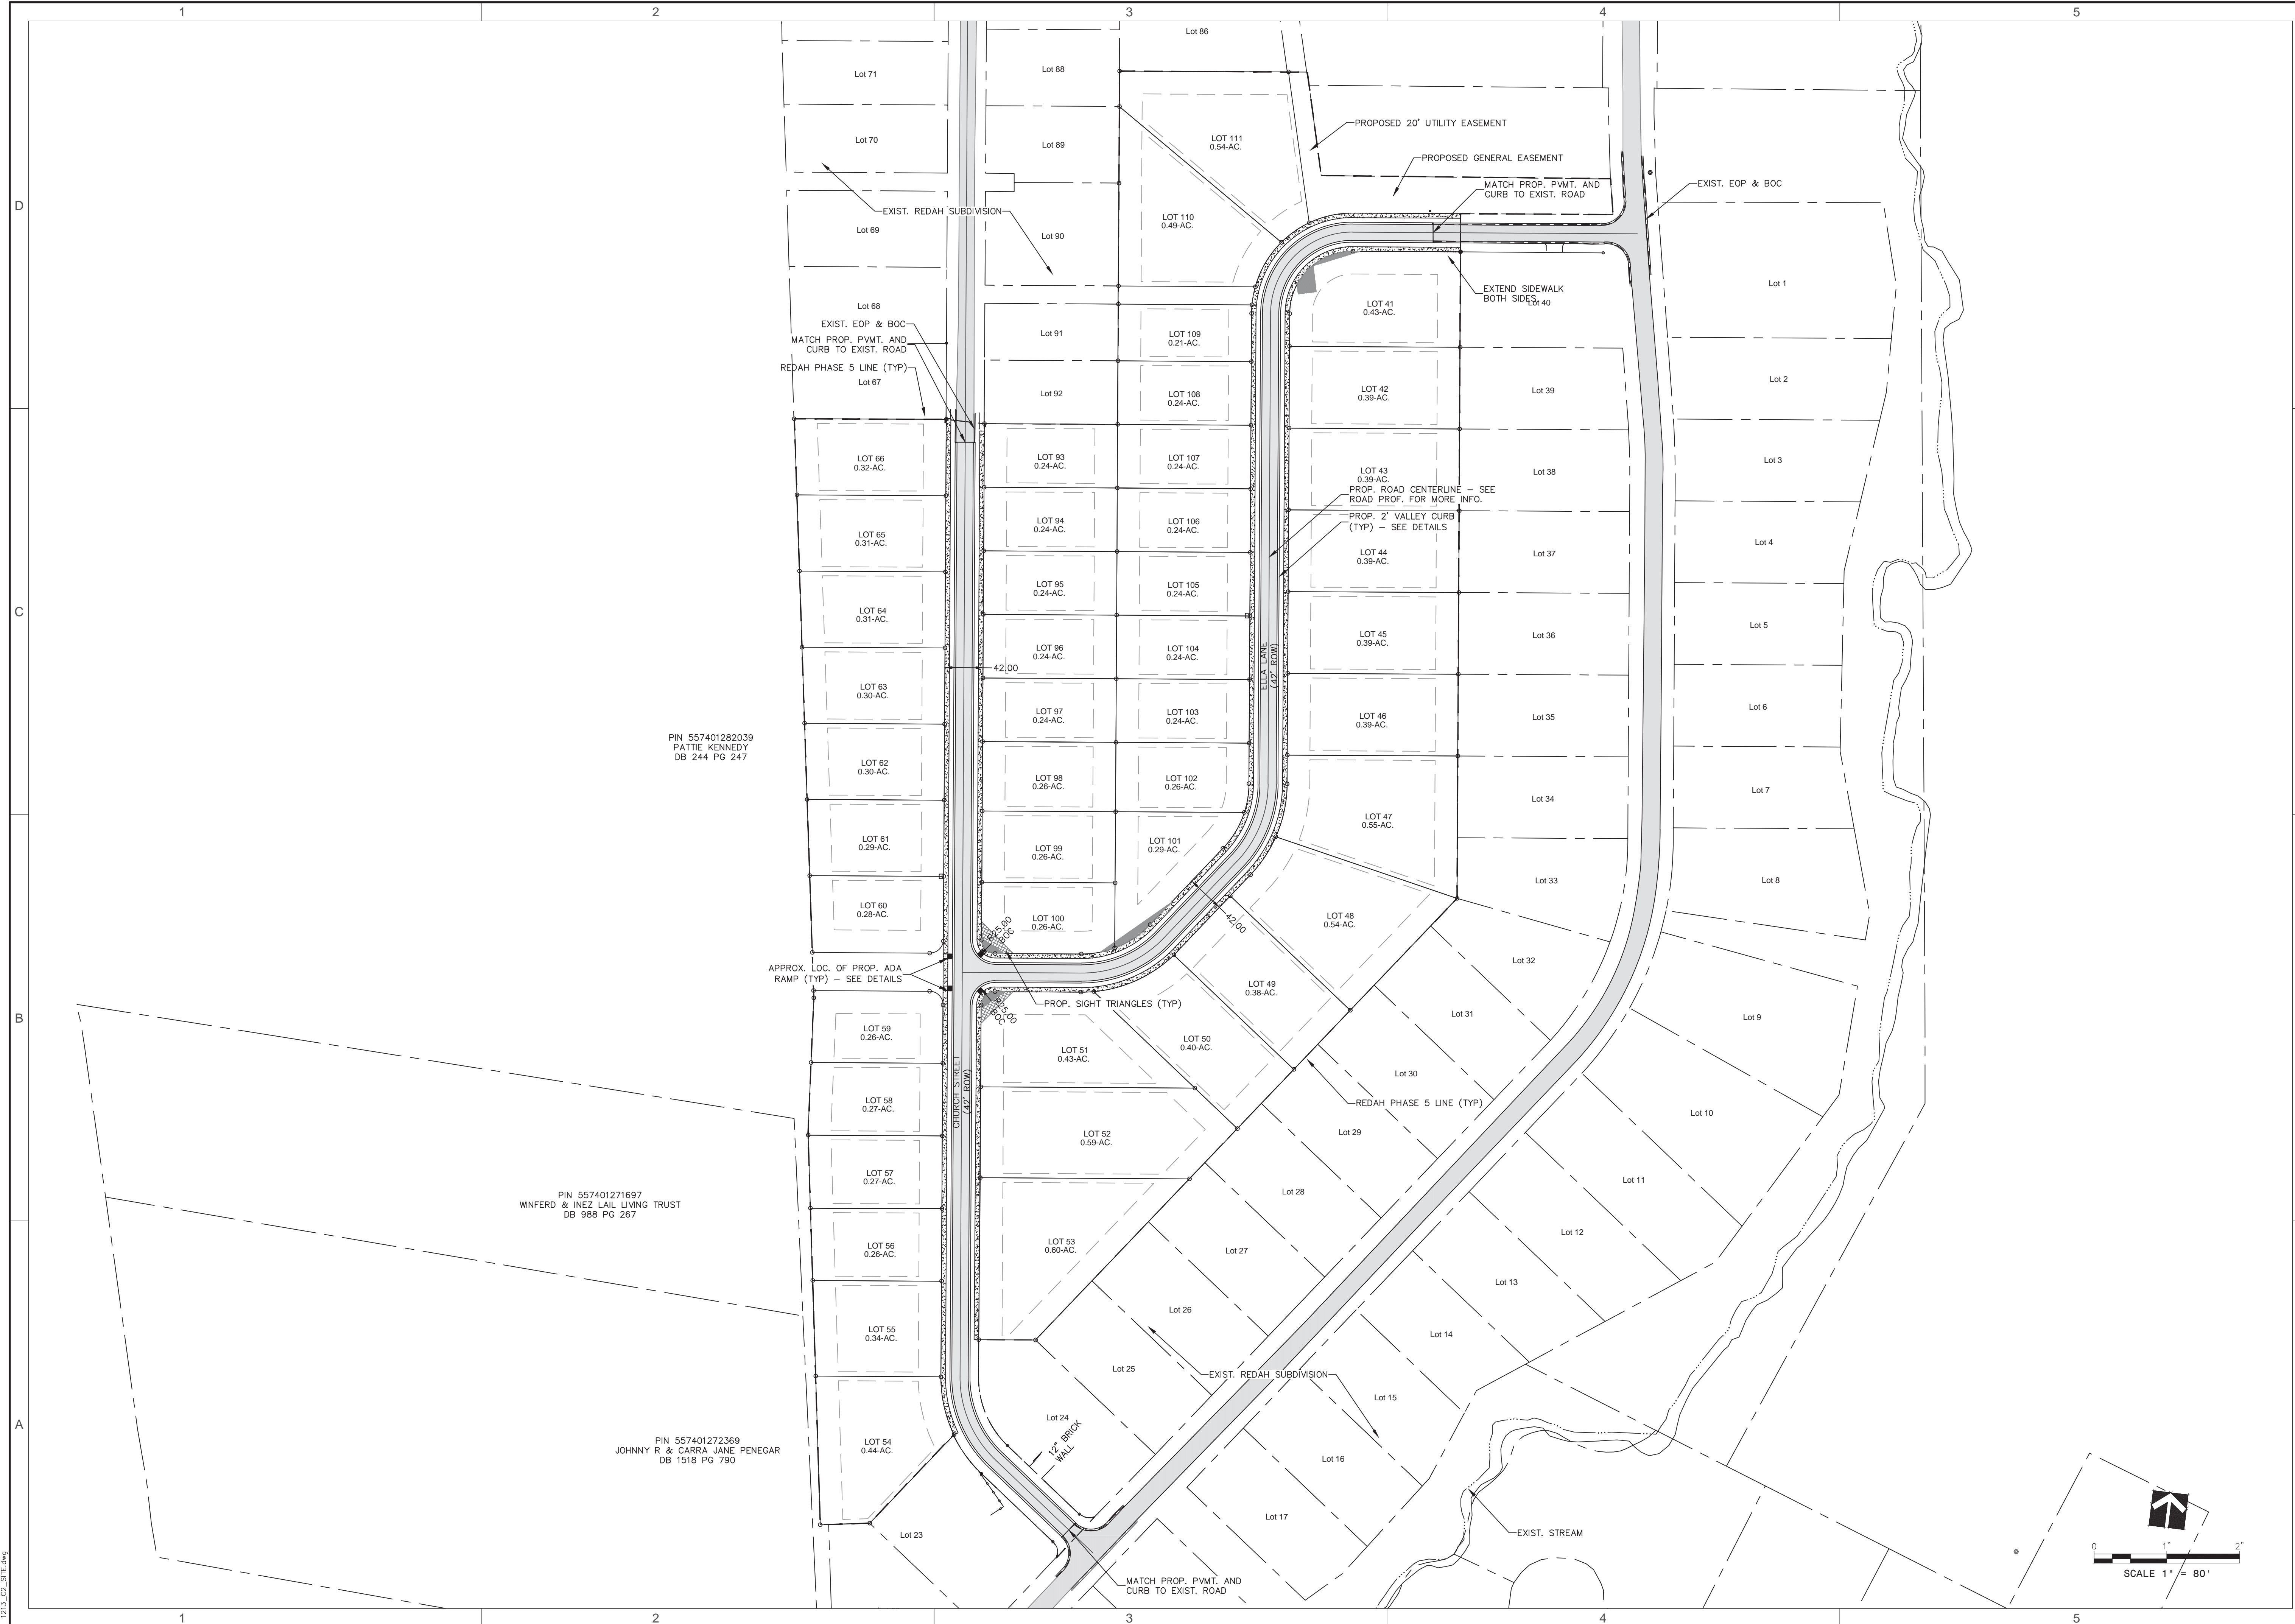 1
2
3
4
5
Lot 86
Lot 71
Lot 88
Lot 70
Lot 89
LOT 111
0.54-AC.
PROPOSED 20' UTILITY EASEMENT
PROPOSED GENERAL EASEMENT
MATCH PROP. PVMT. AND
CURB TO EXIST. ROAD
EXIST. EOP & BOC
D
D
EXIST. REDAH SUBDIVISION
LOT 110
0.49-AC.
Lot 69
Lot 90
Lot 1
EXTEND SIDEWALK
BOTH SIDES
Lot 40
LOT 41
0.43-AC.
Lot 68
EXIST. EOP & BOC
MATCH PROP. PVMT. AND
CURB TO EXIST. ROAD
REDAH PHASE 5 LINE (TYP)
Lot 67
Lot 91
LOT 109
0.21-AC.
Lot 2
Lot 92
LOT 108
0.24-AC.
LOT 42
0.39-AC.
Lot 39
LOT 66
0.32-AC.
LOT 93
0.24-AC.
LOT 107
0.24-AC.
LOT 43
0.39-AC.
Lot 38
Lot 3
PROP. ROAD CENTERLINE – SEE
ROAD PROF. FOR MORE INFO.
PROP. 2' VALLEY CURB
(TYP) – SEE DETAILS
LOT 65
0.31-AC.
LOT 94
0.24-AC.
LOT 106
0.24-AC.
LOT 44
0.39-AC.
Lot 37
Lot 4
C
C
LOT 64
0.31-AC.
LOT 95
0.24-AC.
LOT 105
0.24-AC.
LOT 45
0.39-AC.
Lot 36
Lot 5
42.00
LOT 96
0.24-AC.
LOT 104
0.24-AC.
ELLA LANE
(42' ROW)
LOT 63
0.30-AC.
LOT 97
0.24-AC.
LOT 103
0.24-AC.
LOT 46
0.39-AC.
Lot 35
Lot 6
PIN 557401282039
PATTIE KENNEDY
DB 244 PG 247
LOT 62
0.30-AC.
LOT 98
0.26-AC.
LOT 102
0.26-AC.
Lot 34
Lot 7
LOT 61
0.29-AC.
LOT 99
0.26-AC.
LOT 101
0.29-AC.
LOT 47
0.55-AC.
Lot 33
Lot 8
LOT 60
0.28-AC.
LOT 100
0.26-AC.
42.00
LOT 48
0.54-AC.
R25.00
BOC
APPROX. LOC. OF PROP. ADA
RAMP (TYP) – SEE DETAILS
Lot 32
LOT 49
0.38-AC.
PROP. SIGHT TRIANGLES (TYP)
R25.00
BOC
B
B
Lot 31
Lot 9
LOT 59
0.26-AC.
LOT 51
0.43-AC.
LOT 50
0.40-AC.
Lot 30
CHURCH STREET
(42' ROW)
LOT 58
0.27-AC.
REDAH PHASE 5 LINE (TYP)
Lot 10
LOT 52
0.59-AC.
Lot 29
LOT 57
0.27-AC.
Lot 28
Lot 11
PIN 557401271697
WINFERD & INEZ LAIL LIVING TRUST
DB 988 PG 267
LOT 56
0.26-AC.
LOT 53
0.60-AC.
Lot 27
Lot 12
LOT 55
0.34-AC.
Lot 26
Lot 13
Lot 14
Lot 25
EXIST. REDAH SUBDIVISION
Lot 15
A
A
Lot 24
12" BRICK
WALL
PIN 557401272369
JOHNNY R & CARRA JANE PENEGAR
DB 1518 PG 790
LOT 54
0.44-AC.
Lot 16
Lot 17
Lot 23
EXIST. STREAM
MATCH PROP. PVMT. AND
CURB TO EXIST. ROAD
0 1" 2"
SCALE 1" = 80'
1213_C2_SITE.dwg
1
2
3
4
5